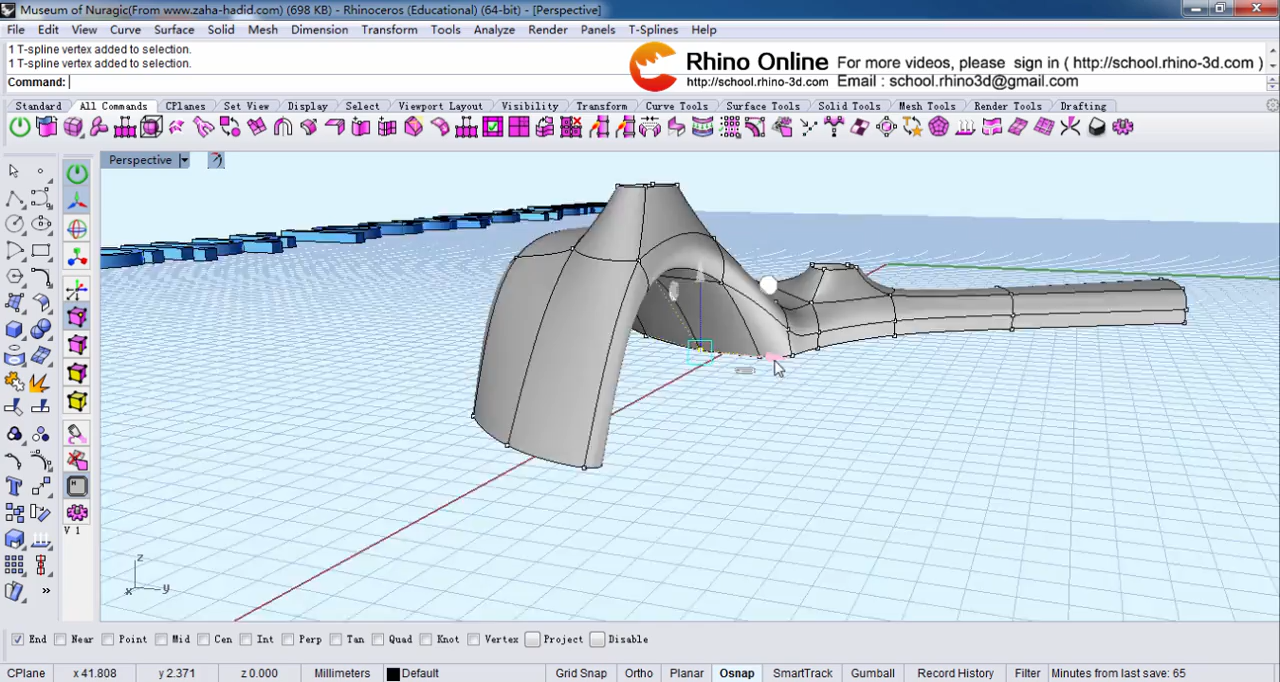 Museum of Nuragic(From www.zaha-hadid.com) (698 KB) - Rhinoceros (Educational) (64-bit) - [Perspective]
File Edit View Curve Surface Solid Mesh Dimension Transform Tools Analyze Render Panels T-Splines Help
1 T-spline vertex added to selection.
1 T-spline vertex added to selection.
Command:
Rhino Online
http://school.rhino-3d.com
For more videos, please sign in ( http://school.rhino-3d.com )
Email : school.rhino3d@gmail.com
Standard All Commands CPlanes Set View Display Select Viewport Layout Visibility Transform Curve Tools Surface Tools Solid Tools Mesh Tools Render Tools Drafting
Perspective
V 1
z
x y
End Near Point Mid Cen Int Perp Tan Quad Knot Vertex Project Disable
CPlane x 41.808 y 2.371 z 0.000 Millimeters Default Grid Snap Ortho Planar Osnap SmartTrack Gumball Record History Filter Minutes from last save: 65